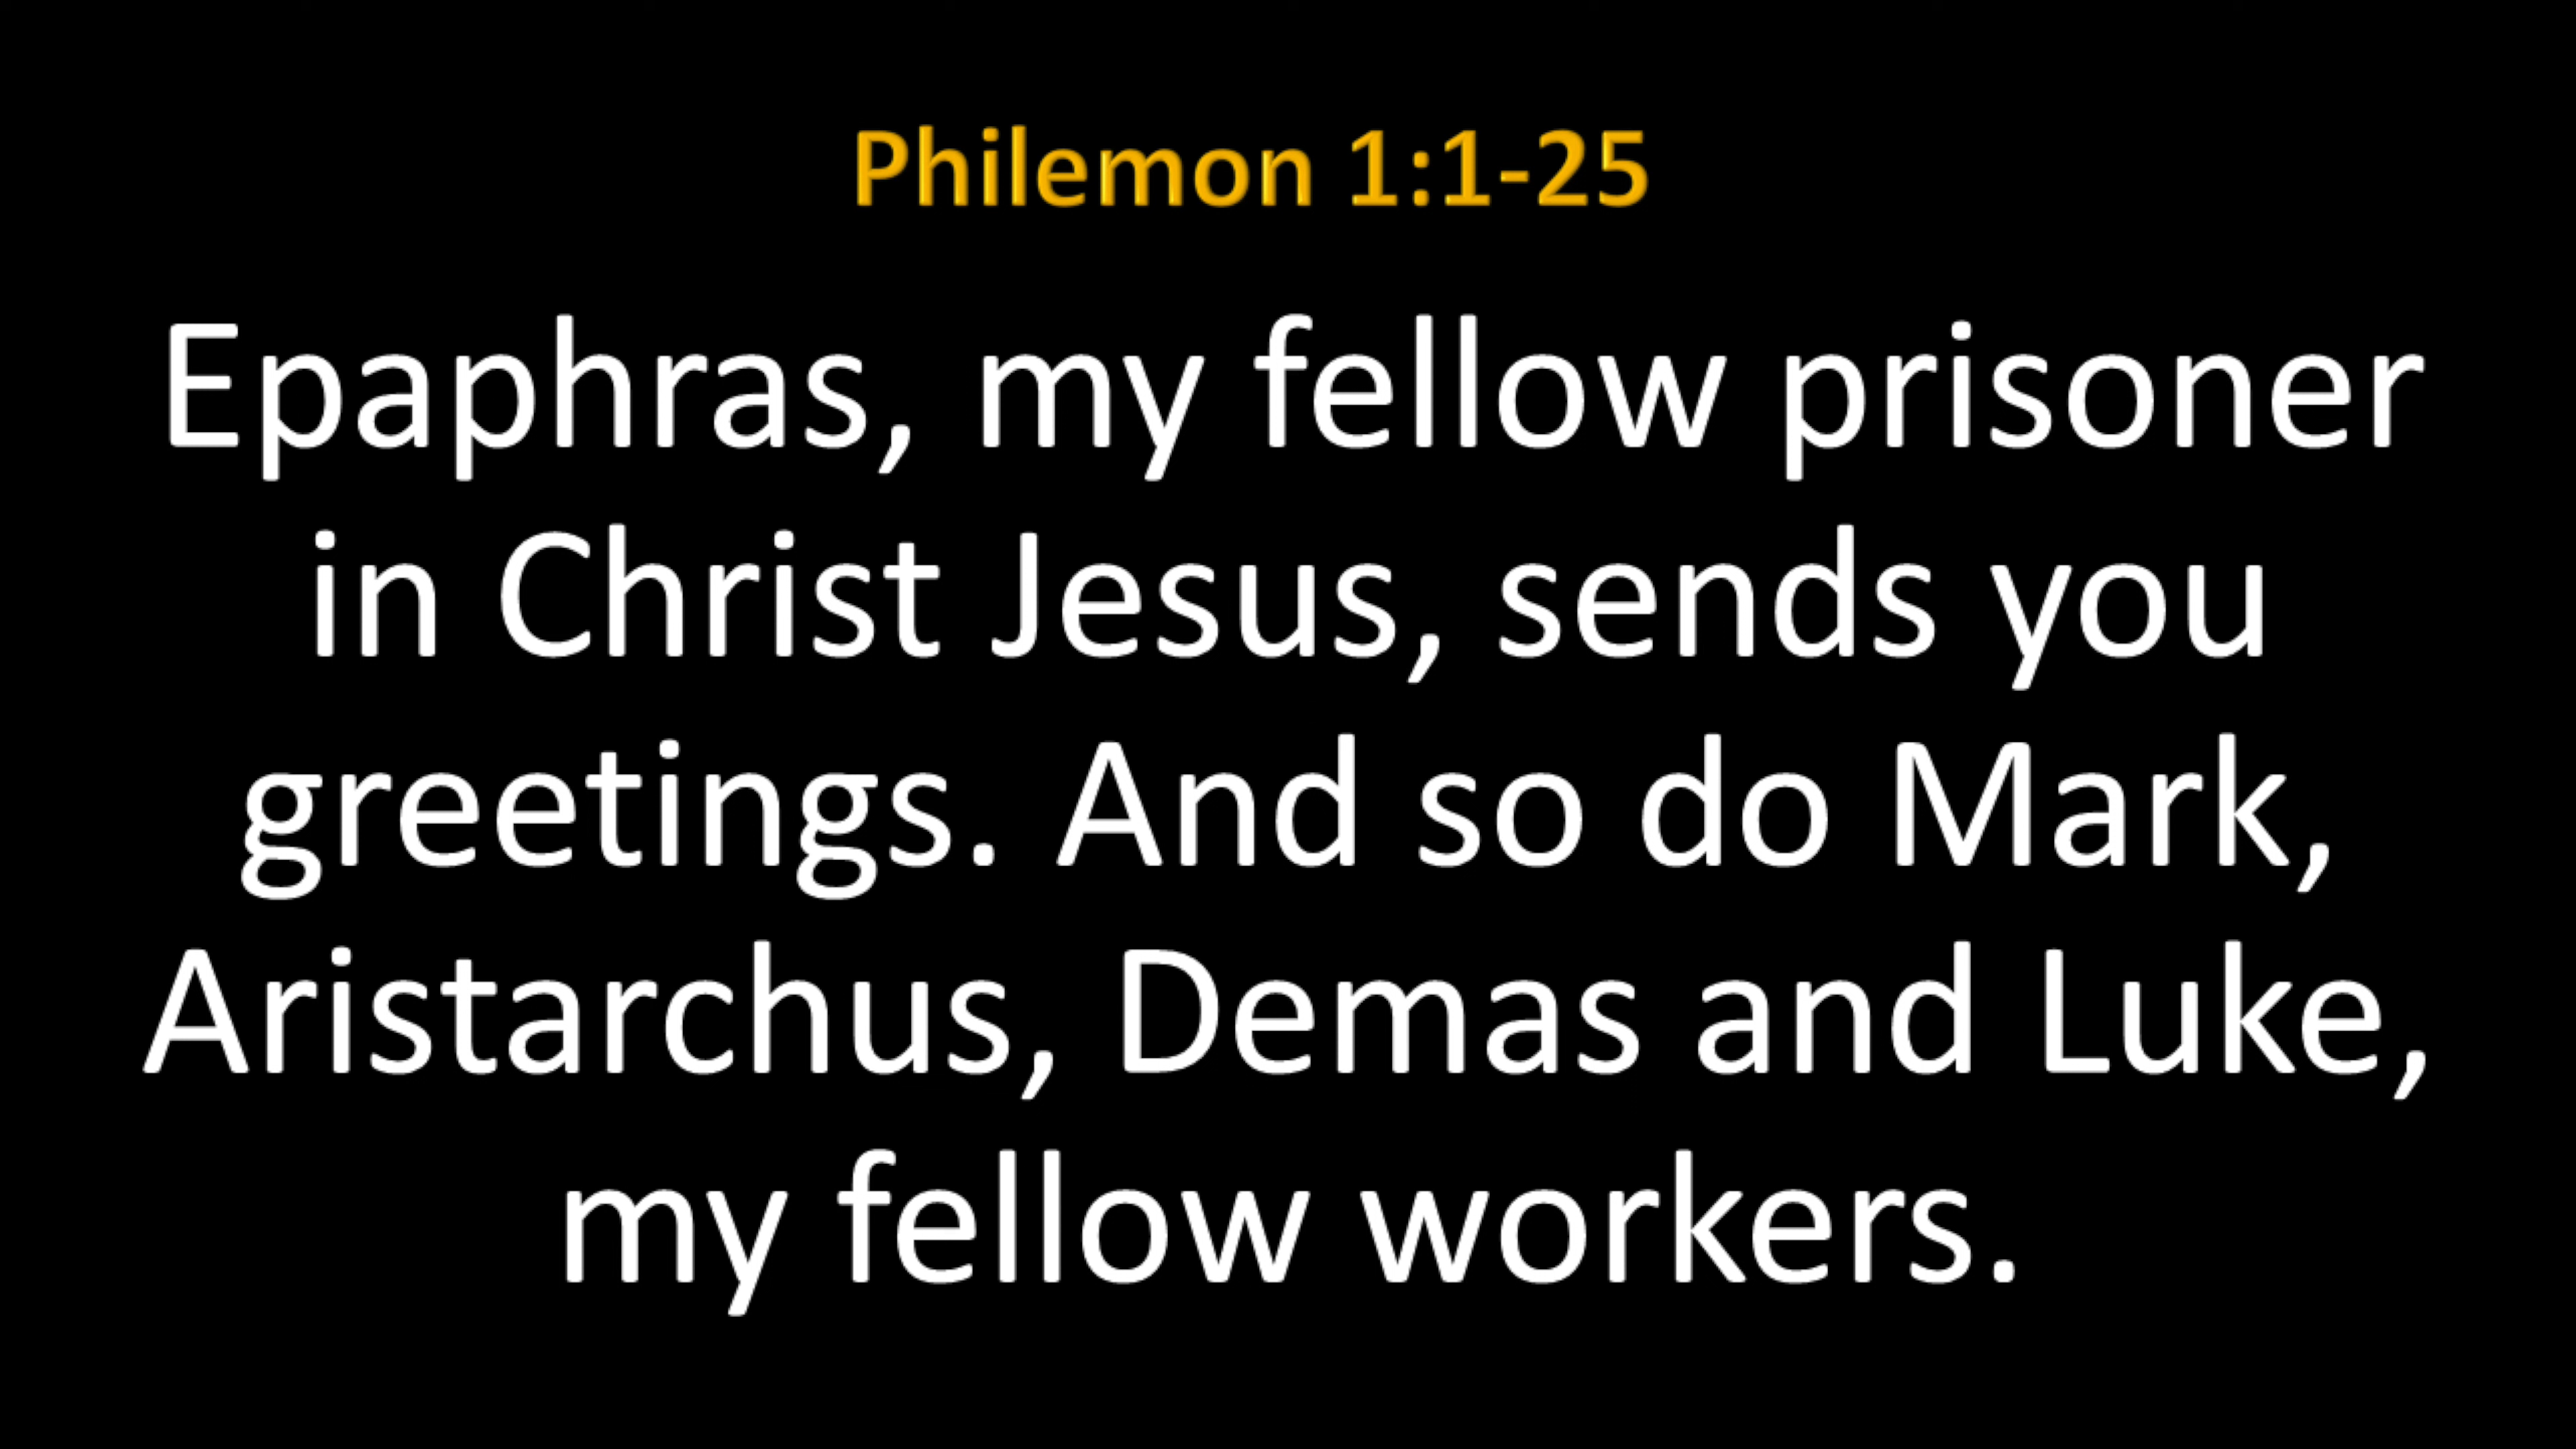 Philemon 1:1-25
Epaphras, my fellow prisoner
in Christ Jesus, sends you
greetings. And so do Mark,
Aristarchus, Demas and Luke,
my fellow workers.